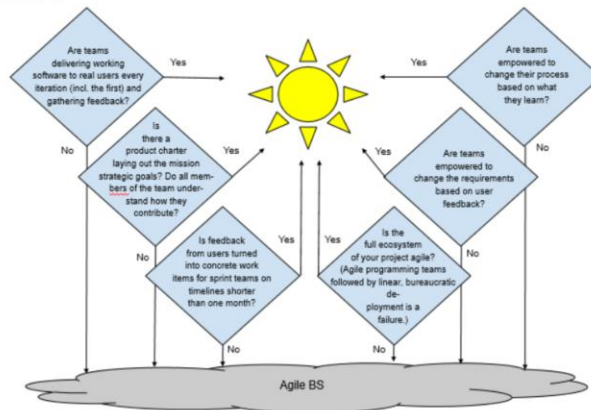 Are teams
delivering working
software to real users every
iteration (incl. the first) and
gathering feedback?
Yes
No
Is
there a
product charter
laying out the mission
strategic goals? Do all mem-
bers of the team under-
stand how they
contribute?
Yes
No
Is feedback
from users turned
into concrete work
items for sprint teams on
timelines shorter
than one month?
Yes
No
Are teams
empowered to
change their process
based on what
they learn?
Yes
No
Are teams
empowered to
change the requirements
based on user
feedback?
Yes
No
Is the
full ecosystem
of your project agile?
(Agile programming teams
followed by linear, bureaucratic
de-
ployment is a
failure.)
Yes
No
Agile BS